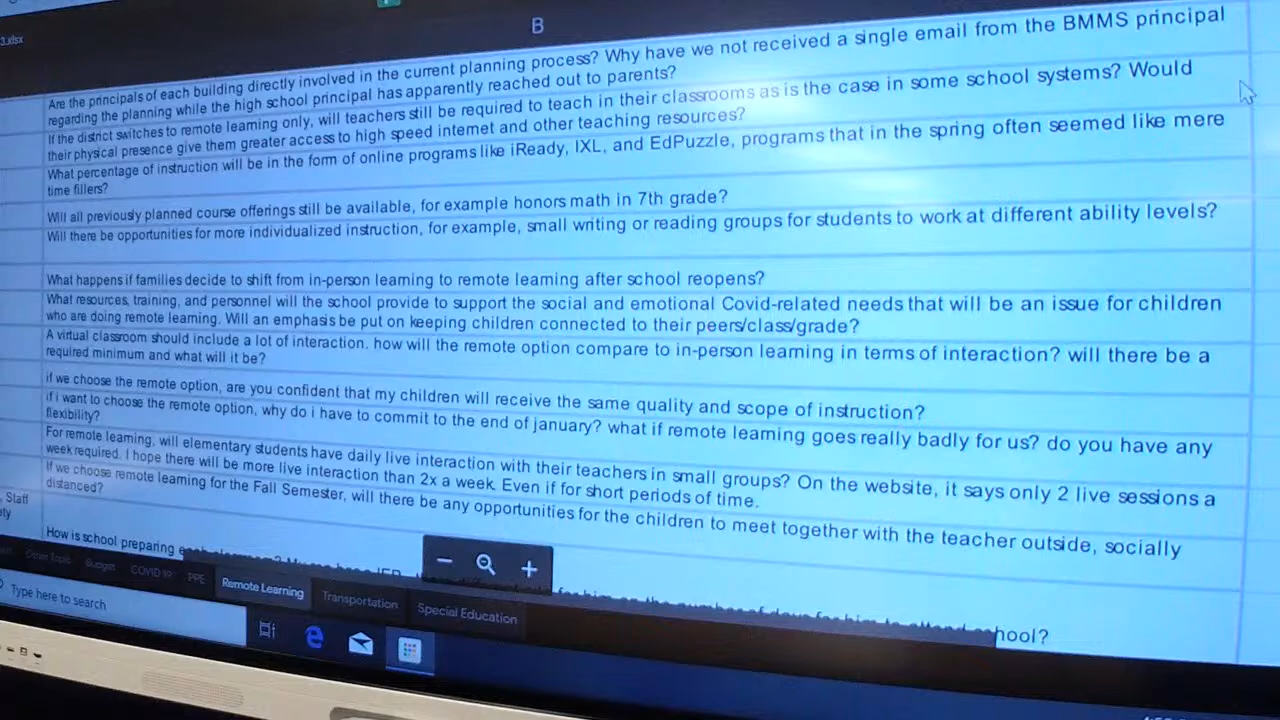 3.xlsx
B
Are the principals of each building directly involved in the current planning process? Why have we not received a single email from the BMMS principal
regarding the planning while the high school principal has apparently reached out to parents?
If the district switches to remote learning only, will teachers still be required to teach in their classrooms as is the case in some school systems? Would
their physical presence give them greater access to high speed internet and other teaching resources?
What percentage of instruction will be in the form of online programs like iReady, IXL, and EdPuzzle, programs that in the spring often seemed like mere
time fillers?
Will all previously planned course offerings still be available, for example honors math in 7th grade?
Will there be opportunities for more individualized instruction, for example, small writing or reading groups for students to work at different ability levels?
What happens if families decide to shift from in-person learning to remote learning after school reopens?
What resources, training, and personnel will the school provide to support the social and emotional Covid-related needs that will be an issue for children
who are doing remote learning. Will an emphasis be put on keeping children connected to their peers/class/grade?
A virtual classroom should include a lot of interaction. how will the remote option compare to in-person learning in terms of interaction? will there be a
required minimum and what will it be?
if we choose the remote option, are you confident that my children will receive the same quality and scope of instruction?
if i want to choose the remote option, why do i have to commit to the end of january? what if remote learning goes really badly for us? do you have any
flexibility?
For remote learning, will elementary students have daily live interaction with their teachers in small groups? On the website, it says only 2 live sessions a
week required. I hope there will be more live interaction than 2x a week. Even if for short periods of time.
If we choose remote learning for the Fall Semester, will there be any opportunities for the children to meet together with the teacher outside, socially
distanced?
, Staff
How is school preparing
hool?
Other Topic Budget COVID 19 PPE Remote Learning Transportation Special Education
Type here to search